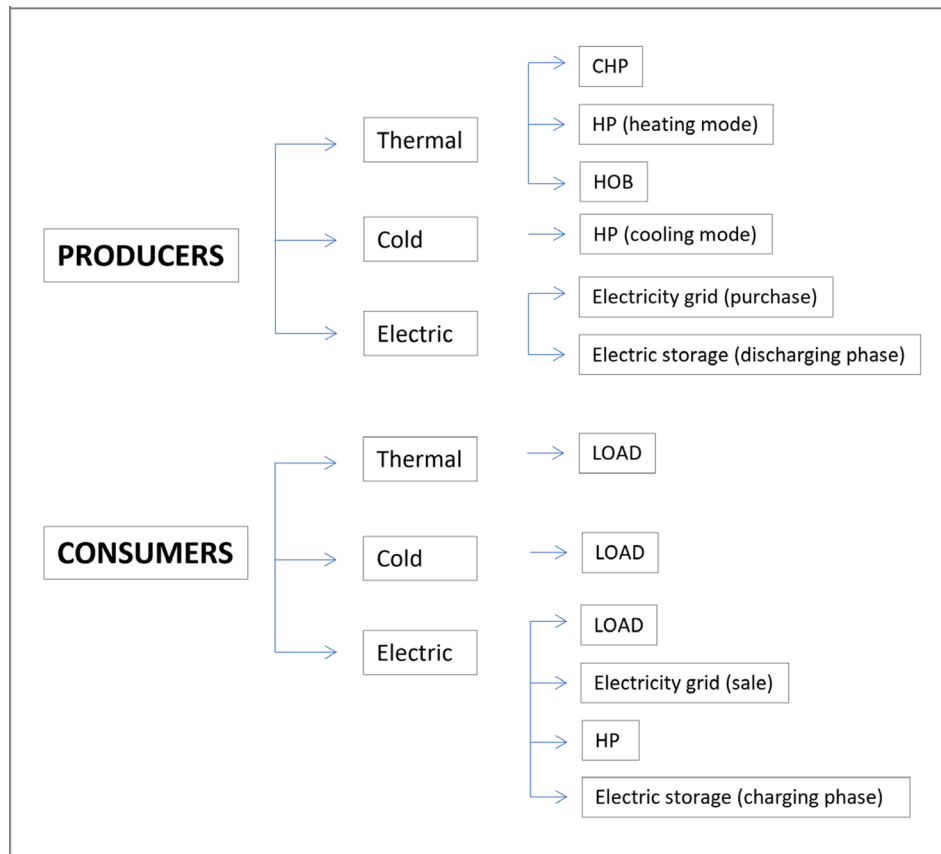 PRODUCERS
Thermal
CHP
HP (heating mode)
HOB
Cold
HP (cooling mode)
Electric
Electricity grid (purchase)
Electric storage (discharging phase)
CONSUMERS
Thermal
LOAD
Cold
LOAD
Electric
LOAD
Electricity grid (sale)
HP
Electric storage (charging phase)